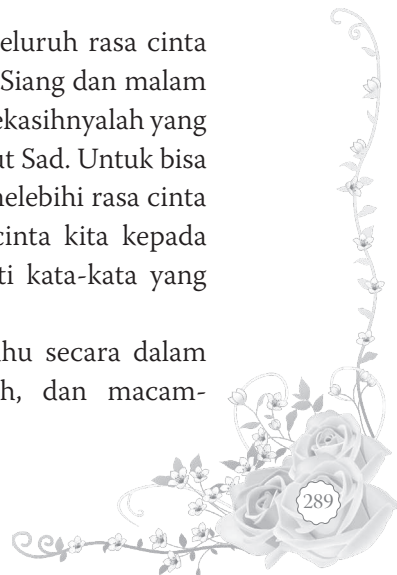 eluruh rasa cinta
Siang dan malam
ekasihnyalah yang
ut Sad. Untuk bisa
nelebihi rasa cinta
cinta kita kepada
ti kata-kata yang
hu secara dalam
h, dan macam-
289